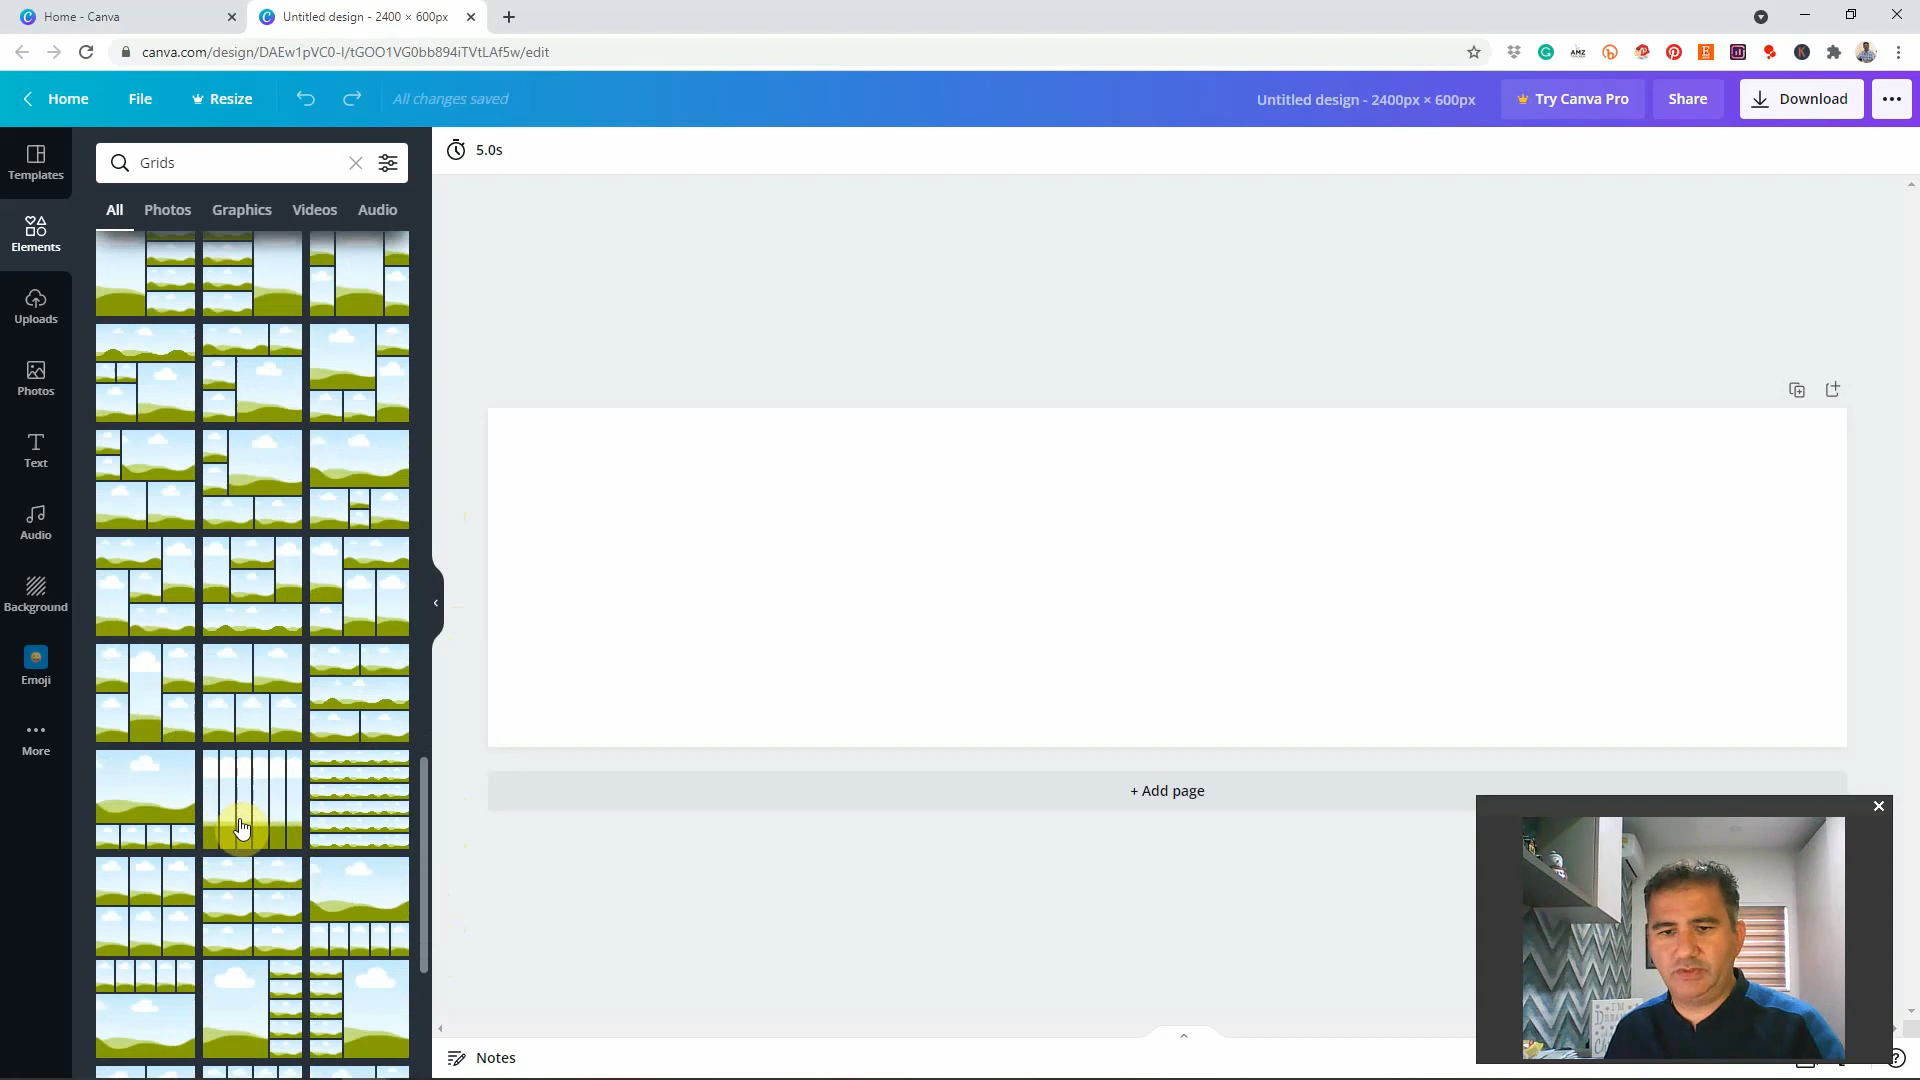 Home - Canva
Untitled design - 2400 × 600px
canva.com/design/DAEw1pVC0-I/tGOO1VG0bb894iTVtLAf5w/edit
AMZ
Home
File
Resize
All changes saved
Untitled design - 2400px × 600px
Try Canva Pro
Share
Download
Templates
Elements
Uploads
Photos
Text
Audio
Background
Emoji
More
Grids
All
Photos
Graphics
Videos
Audio
5.0s
+ Add page
Notes